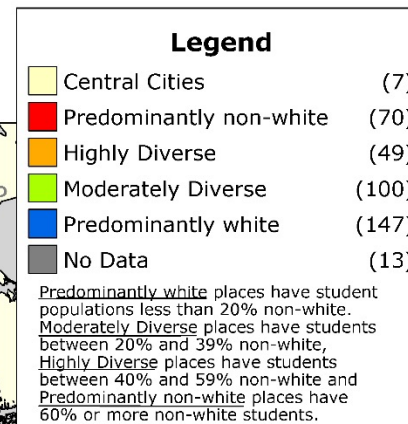 Legend
Central Cities (7)
Predominantly non-white (70)
Highly Diverse (49)
Moderately Diverse (100)
Predominantly white (147)
No Data (13)
Predominantly white places have student
populations less than 20% non-white.
Moderately Diverse places have students
between 20% and 39% non-white,
Highly Diverse places have students
between 40% and 59% non-white and
Predominantly non-white places have
60% or more non-white students.